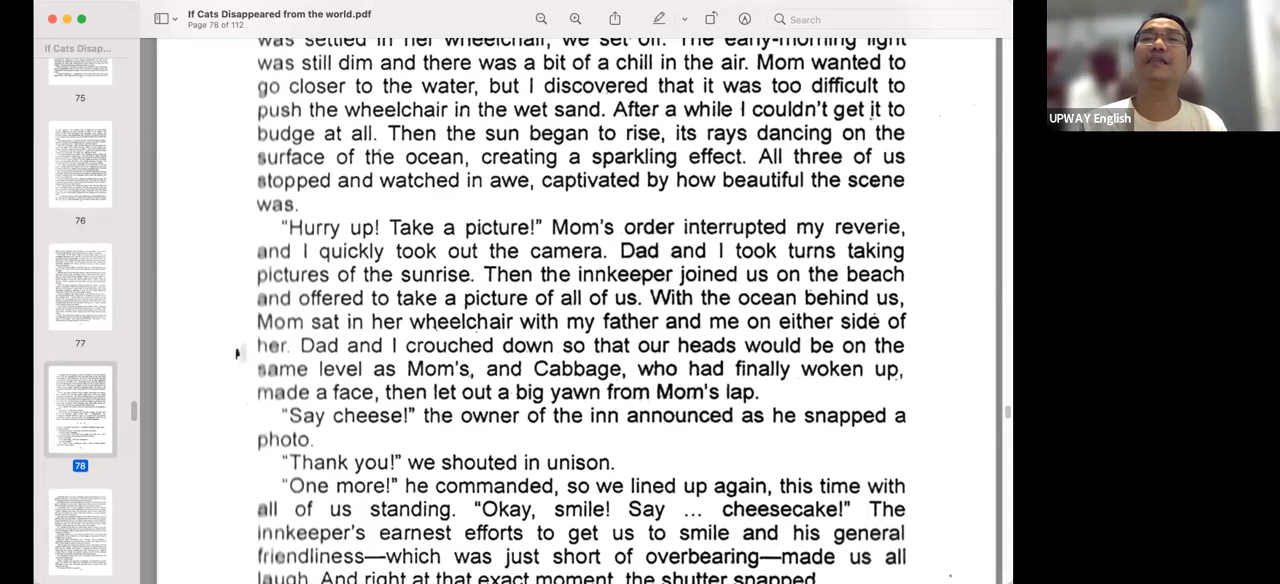 If Cats Disappeared from the world.pdf
Page 78 of 112
Search
If Cats Disap...
75
76
77
78
UPWAY English
was settled in her wheelchair, we set off. The early-morning light
was still dim and there was a bit of a chill in the air. Mom wanted to
go closer to the water, but I discovered that it was too difficult to
push the wheelchair in the wet sand. After a while I couldn't get it to
budge at all. Then the sun began to rise, its rays dancing on the
surface of the ocean, creating a sparkling effect. All three of us
stopped and watched in awe, captivated by how beautiful the scene
was.
"Hurry up! Take a picture!" Mom's order interrupted my reverie,
and I quickly took out the camera. Dad and I took turns taking
pictures of the sunrise. Then the innkeeper joined us on the beach
and offered to take a picture of all of us. With the ocean behind us,
Mom sat in her wheelchair with my father and me on either side of
her. Dad and I crouched down so that our heads would be on the
same level as Mom's, and Cabbage, who had finally woken up,
made a face, then let out a big yawn from Mom's lap.
"Say cheese!" the owner of the inn announced as he snapped a
photo.
"Thank you!" we shouted in unison.
"One more!" he commanded, so we lined up again, this time with
all of us standing. "Okay, smile! Say ... cheesecake!" The
innkeeper's earnest efforts to get us to smile and his general
friendliness—which was just short of overbearing—made us all
laugh. And right at that exact moment, the shutter snapped.